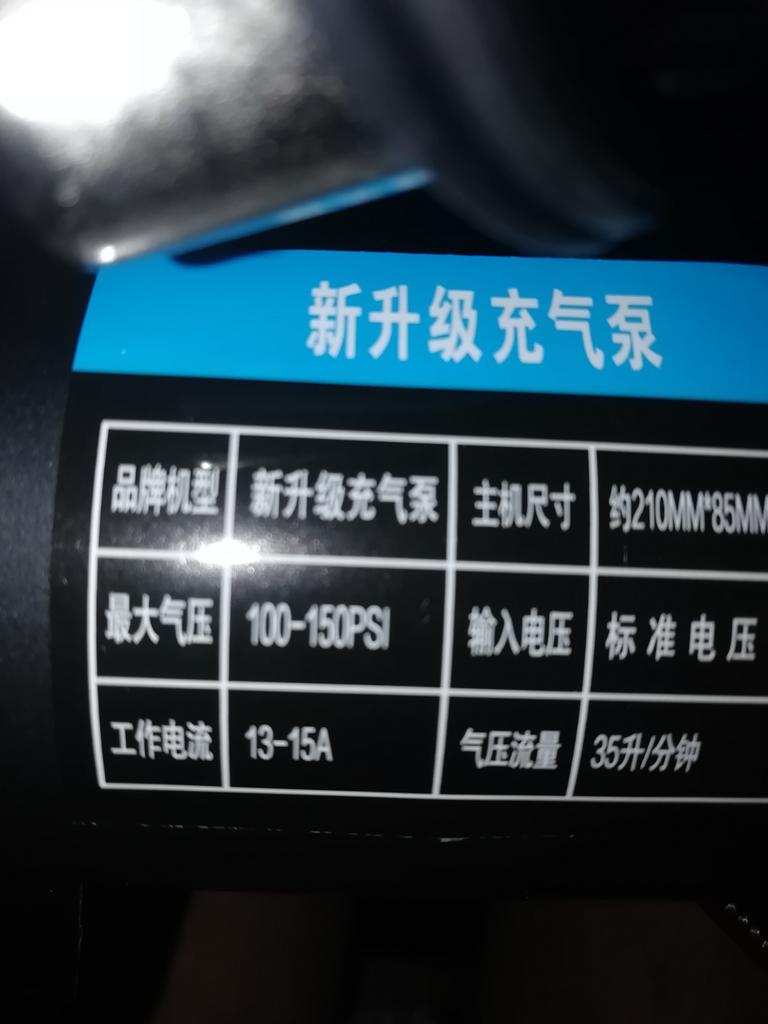 新升级充气泵
品牌机型 新升级充气泵 主机尺寸 约210MM*85MM
最大气压 100-150PSI 输入电压 标准电压
工作电流 13-15A 气压流量 35升/分钟